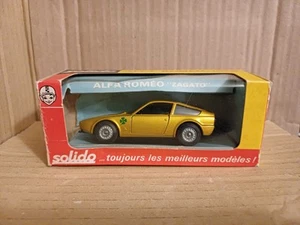 ALFA ROMEO ZAGATO
solido
...toujours les meilleurs modèles!